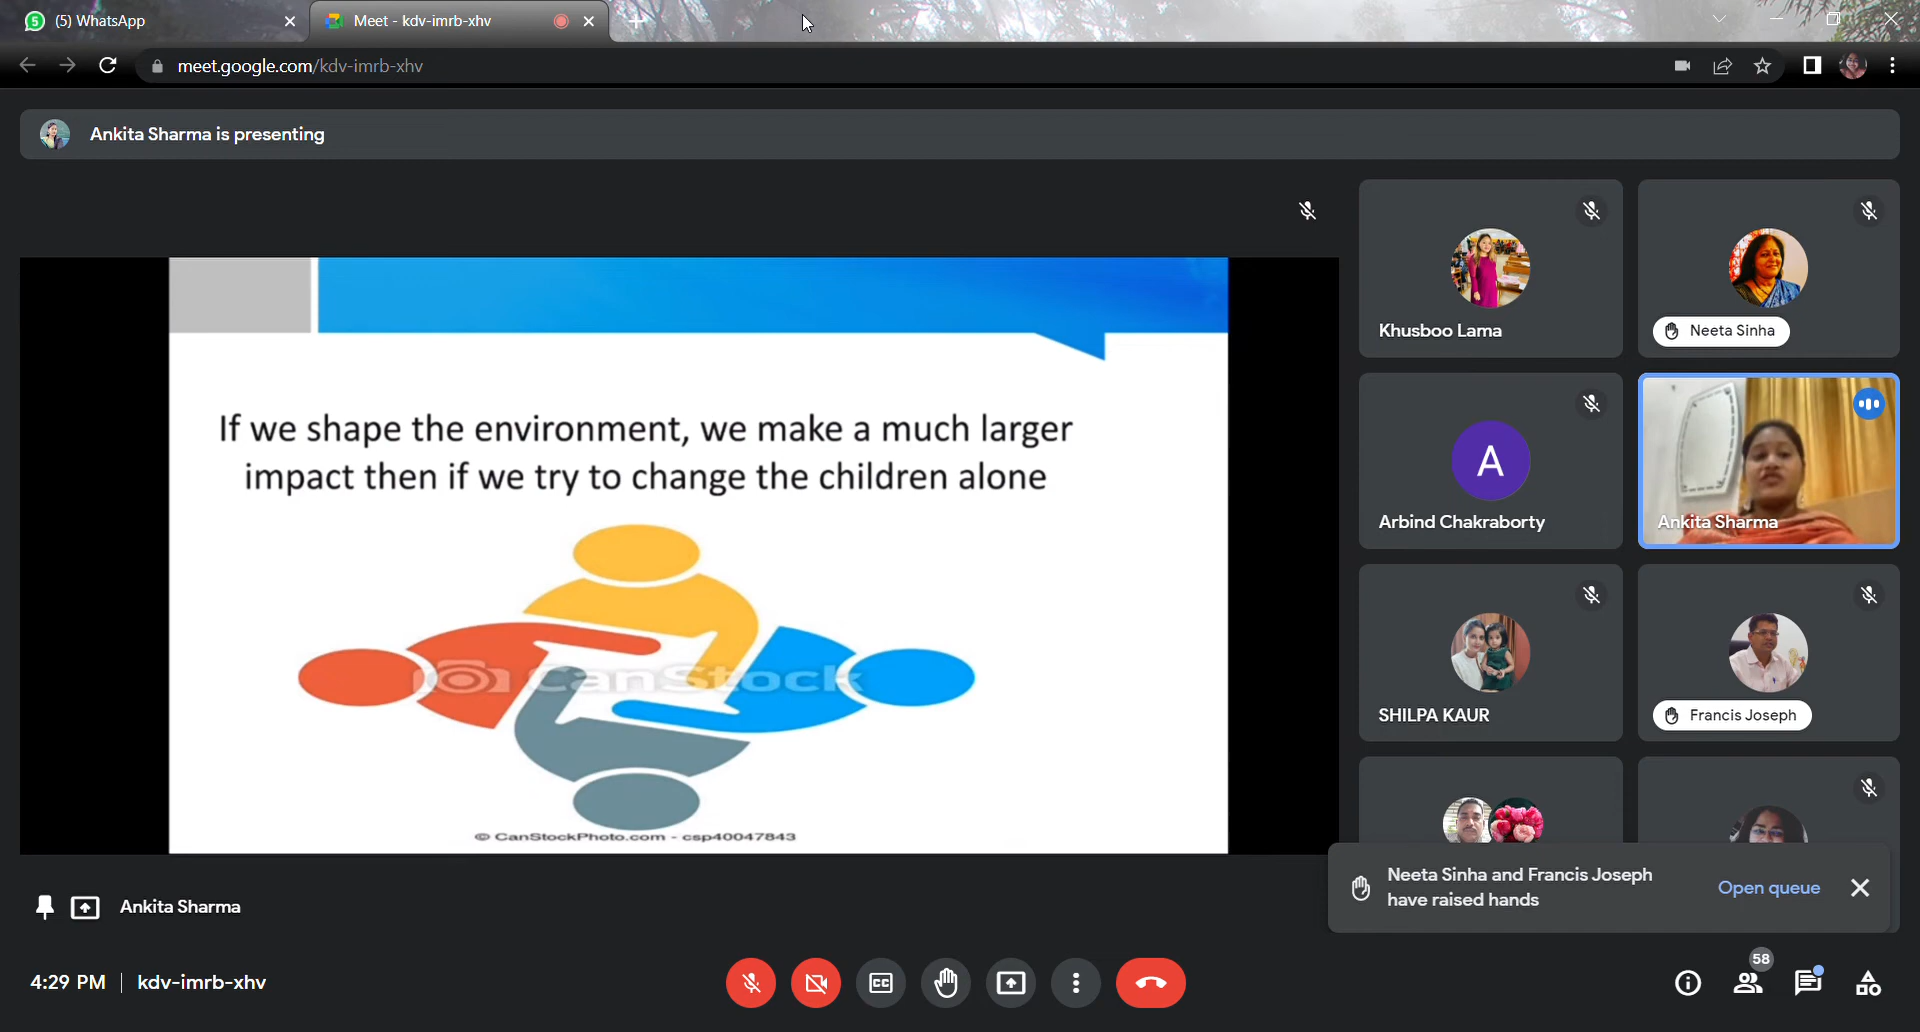 (5) WhatsApp
Meet - kdv-imrb-xhv
meet.google.com/kdv-imrb-xhv
Ankita Sharma is presenting
If we shape the environment, we make a much larger
impact then if we try to change the children alone
CanStock
© CanStockPhoto.com - csp40047843
Khusboo Lama
Neeta Sinha
A
Arbind Chakraborty
Ankita Sharma
SHILPA KAUR
Francis Joseph
Neeta Sinha and Francis Joseph
have raised hands
Open queue
Ankita Sharma
4:29 PM | kdv-imrb-xhv
CC
58